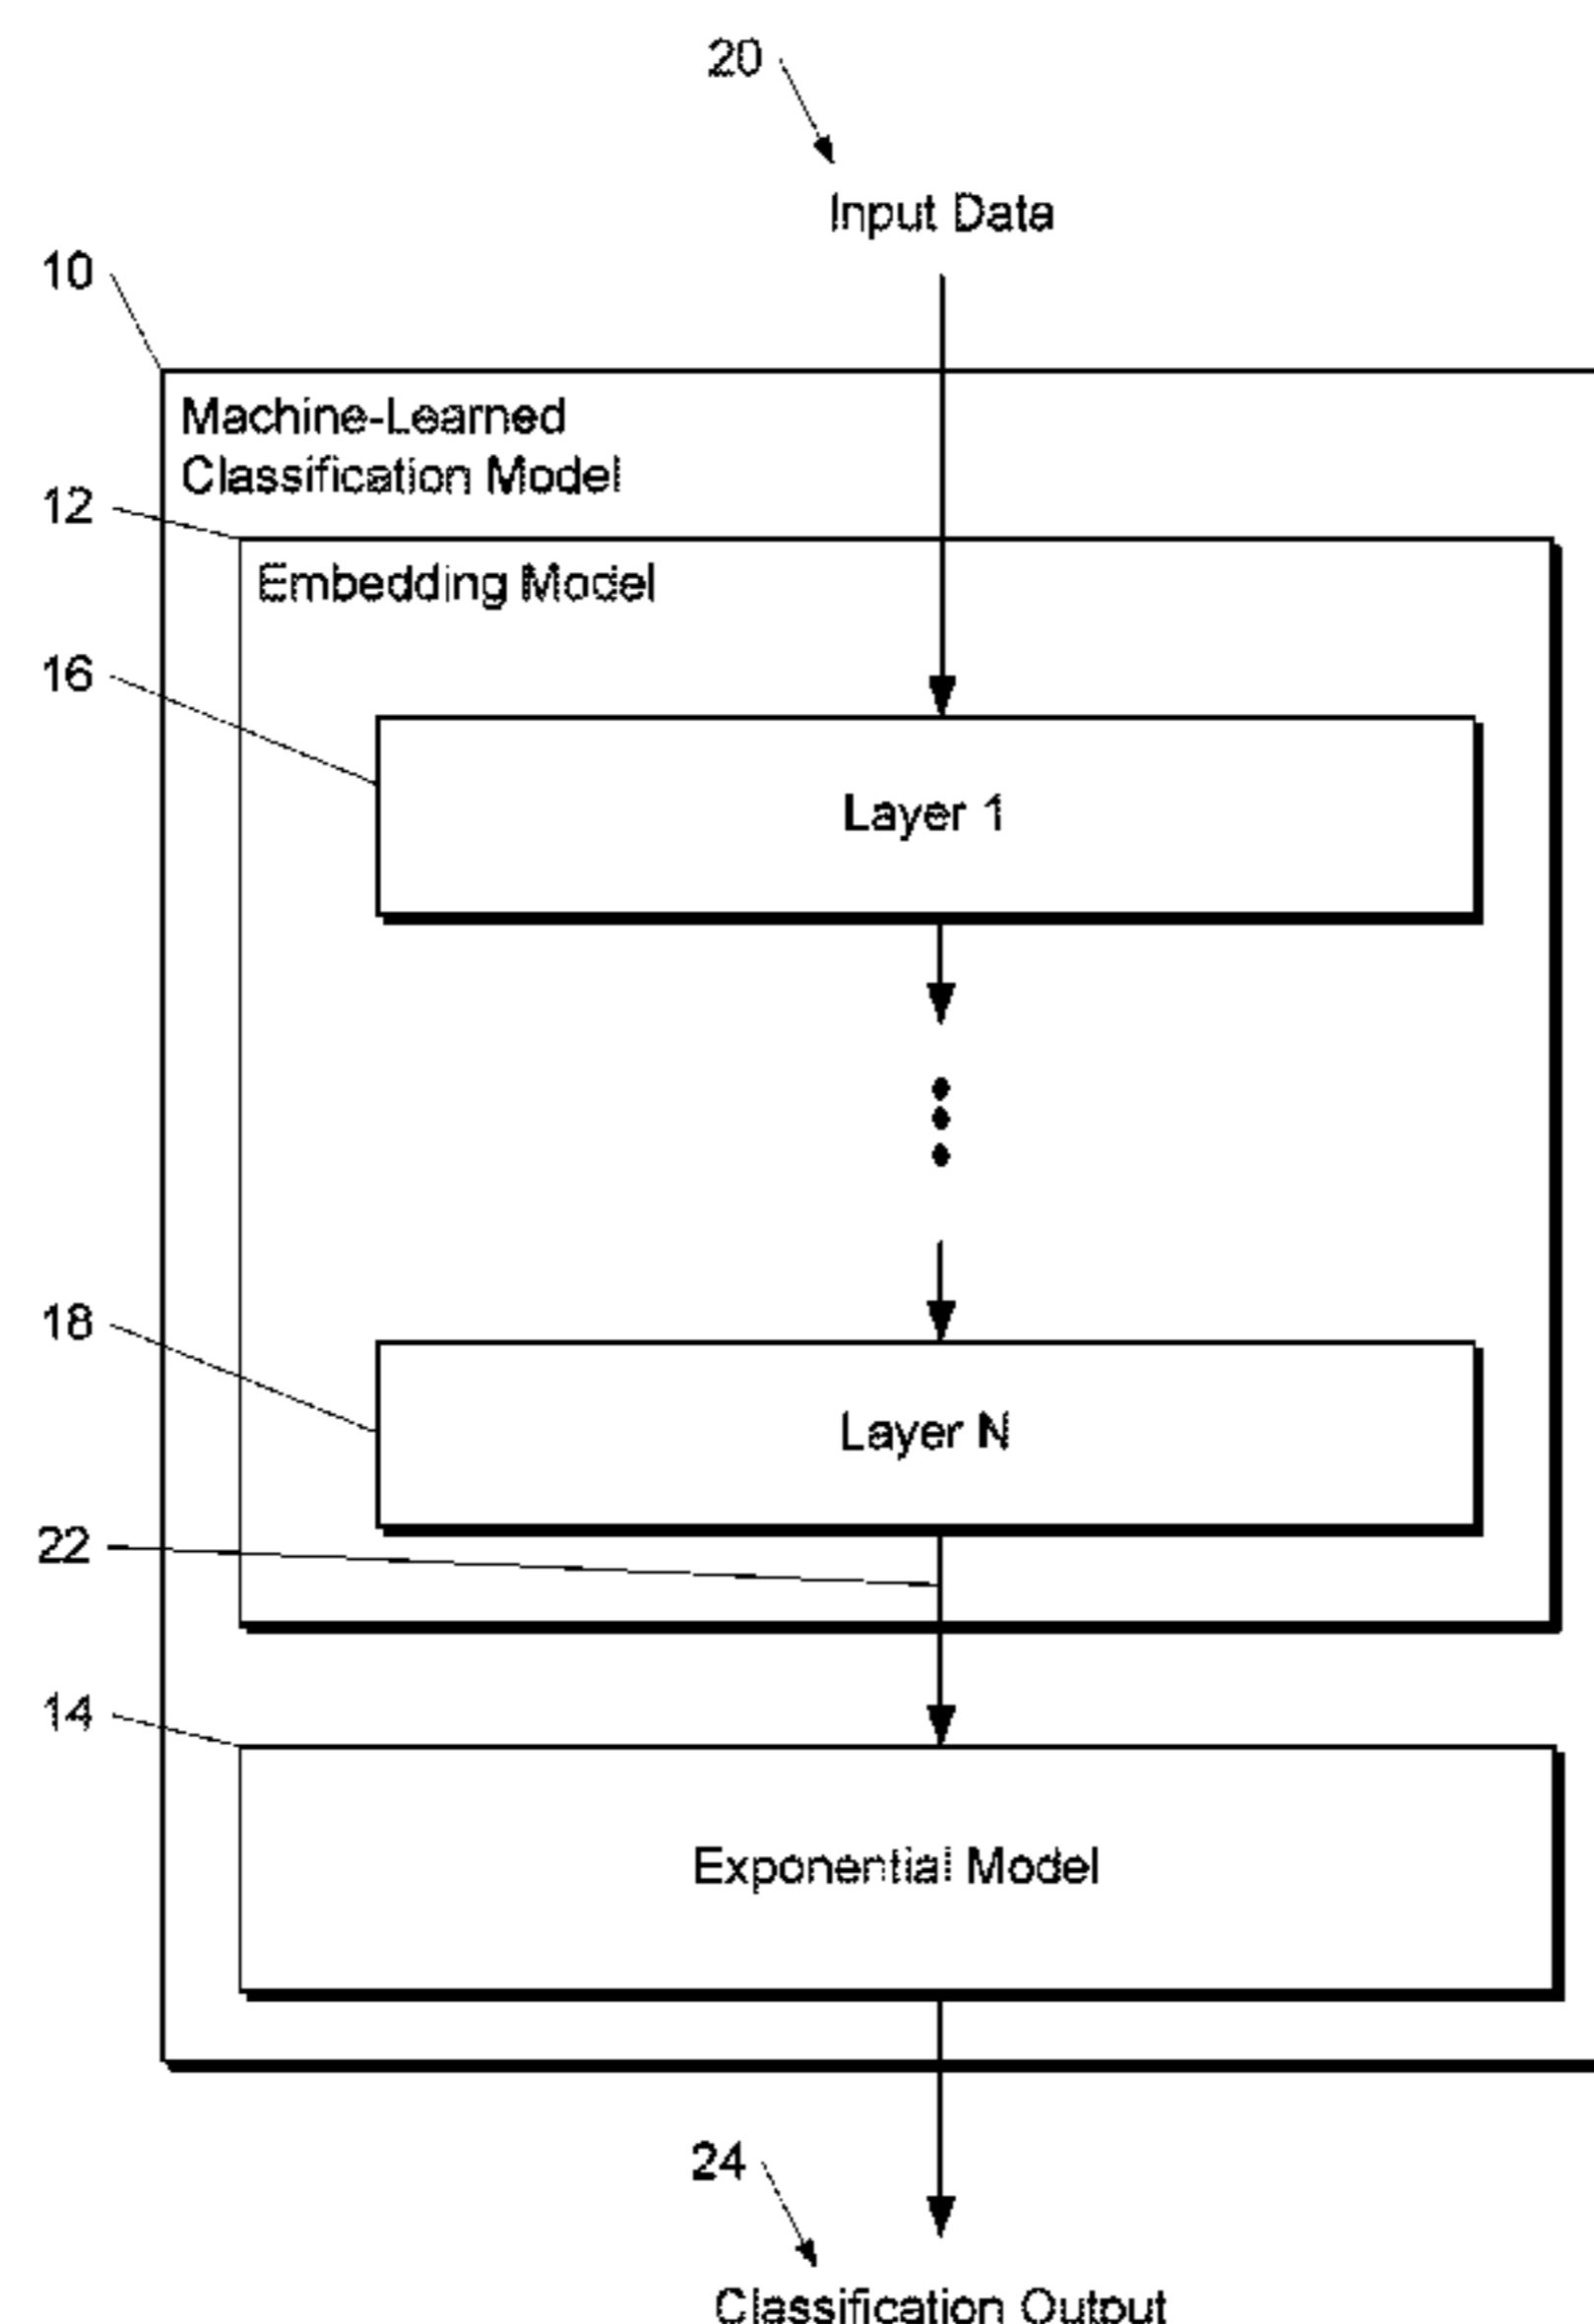 20
Input Data
10
Machine-Learned
Classification Model
12
Embedding Model
16
Layer 1
18
Layer N
22
14
Exponential Model
24
Classification Output